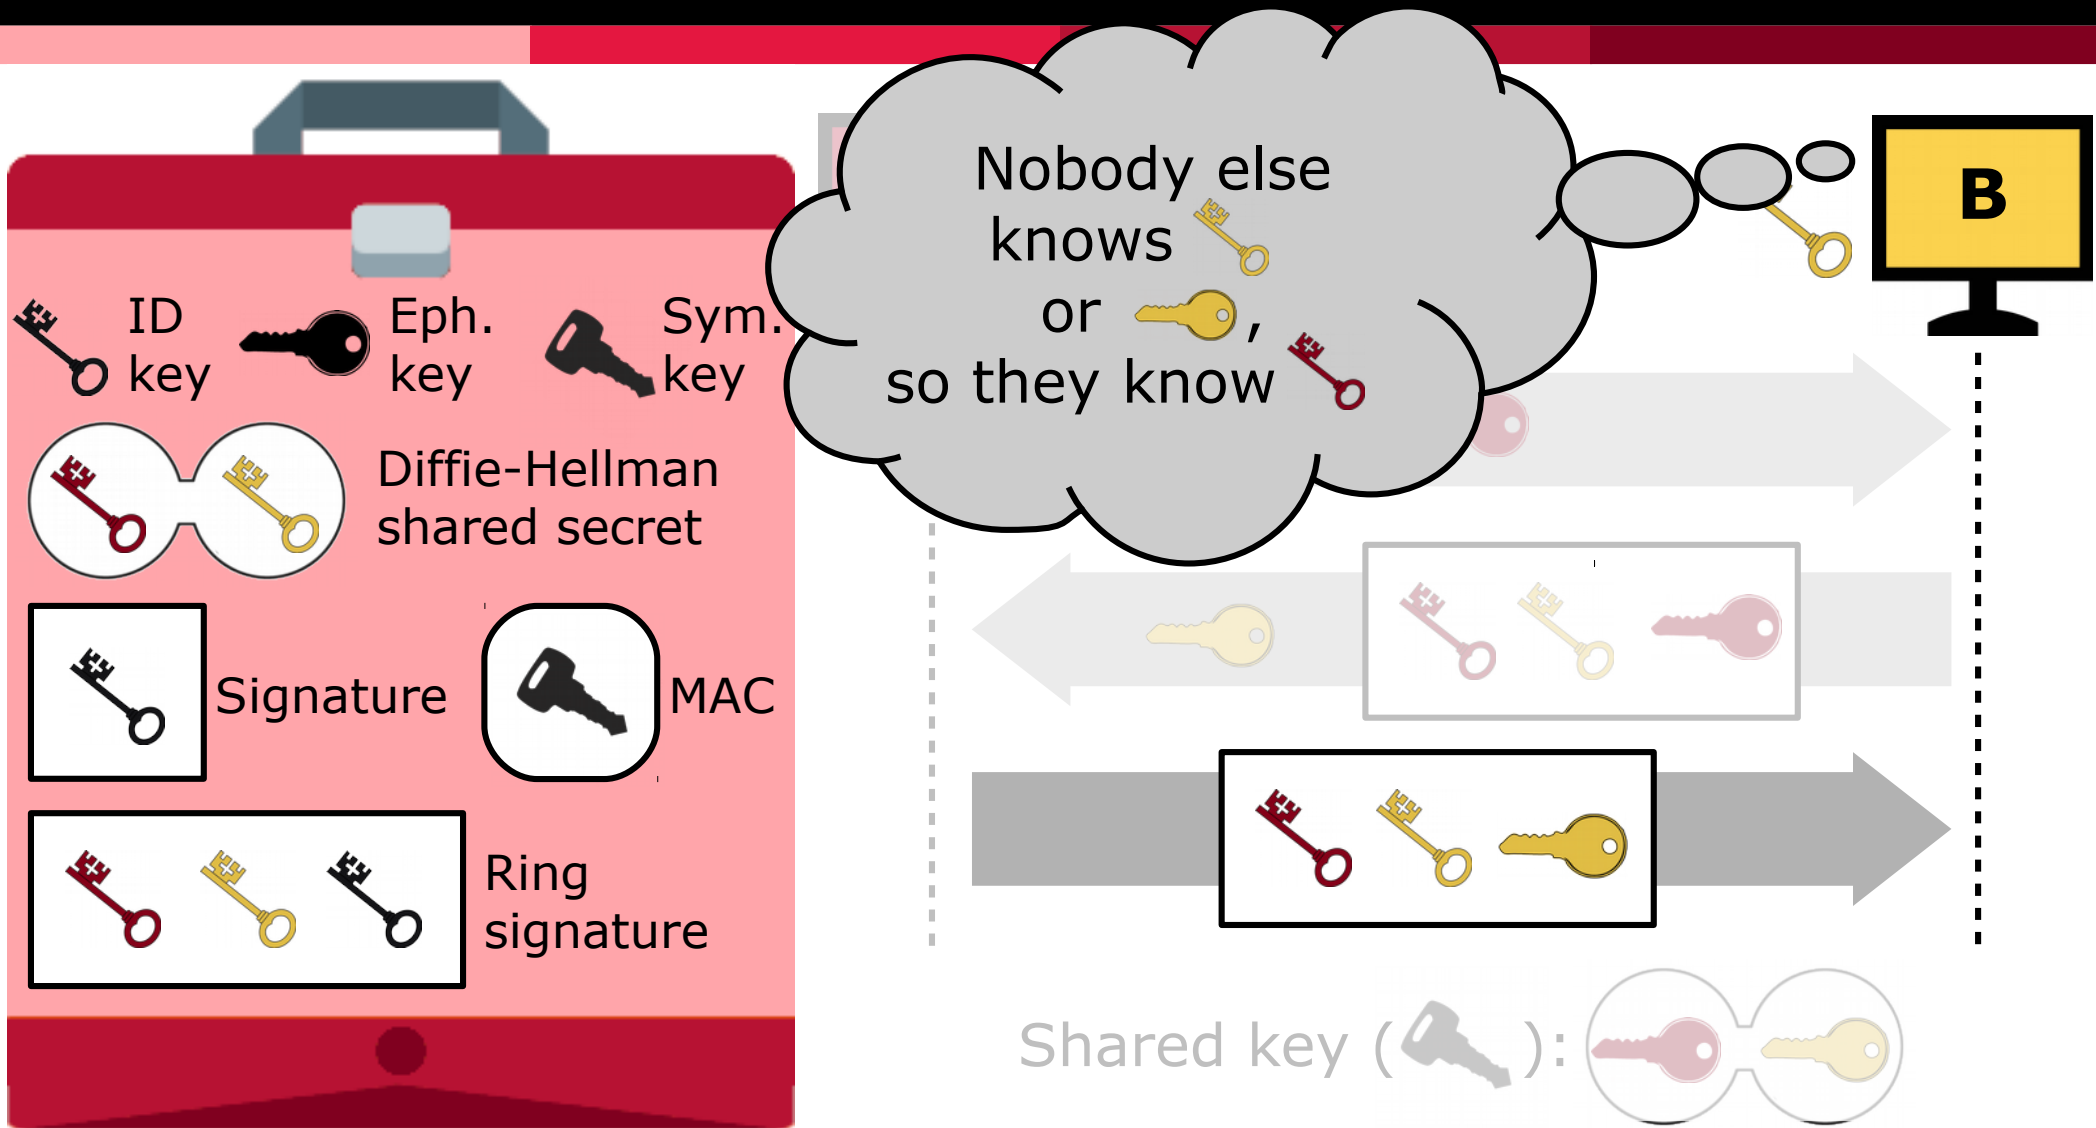 Nobody else
knows
or ,
so they know
B
ID
key
Eph.
key
Sym.
key
Diffie-Hellman
shared secret
Signature
MAC
Ring
signature
Shared key ( ):